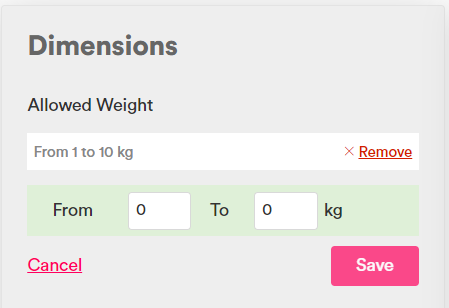 Dimensions
Allowed Weight
From 1 to 10 kg × Remove
From 0 To 0 kg
Cancel Save